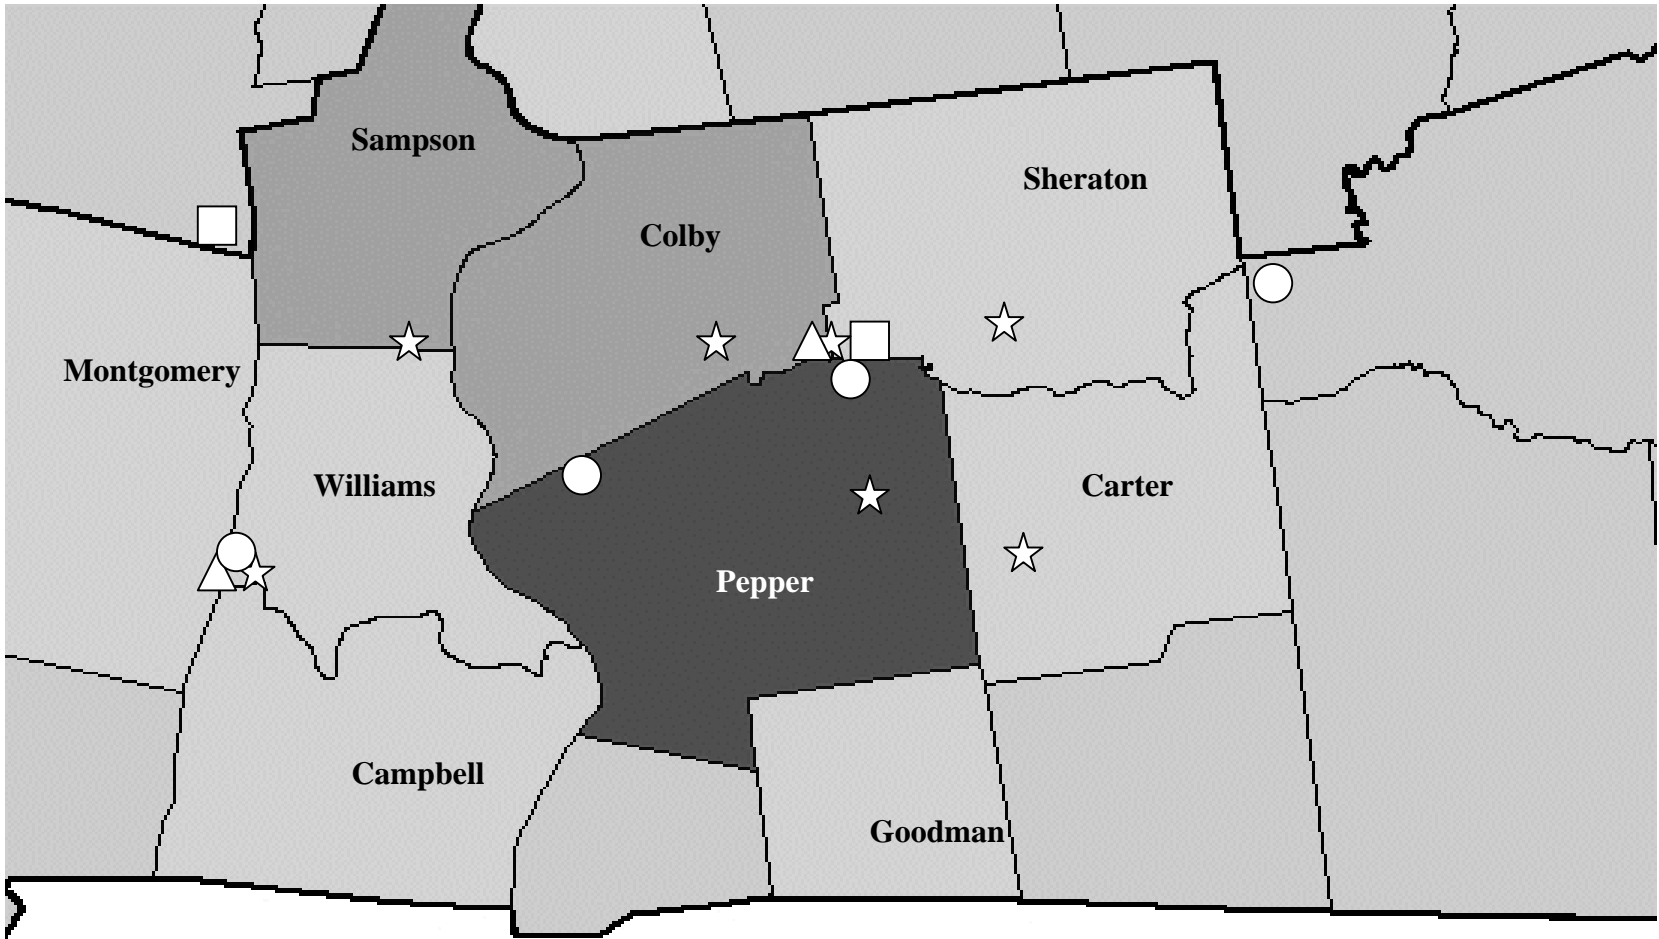 Sampson
Sheraton
Colby
Montgomery
Williams
Carter
Pepper
Campbell
Goodman